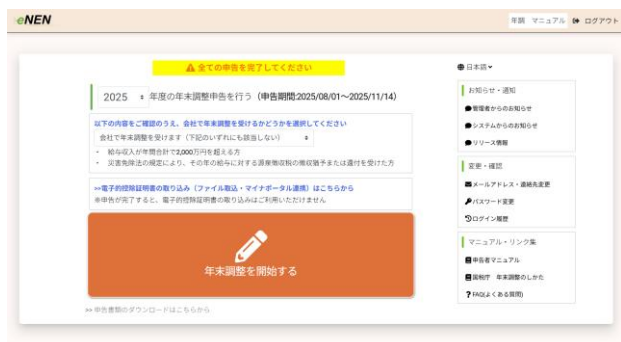 eNEN
年調 マニュアル ログアウト
全ての申告を完了してください
日本語
2025 年度の年末調整申告を行う（申告期間:2025/08/01～2025/11/14）
以下の内容をご確認のうえ、会社で年末調整を受けるかどうかを選択してください
会社で年末調整を受けます（下記のいずれにも該当しない）
・ 給与収入が年間合計で2,000万円を超える方
・ 災害免除法の規定により、その年の給与に対する源泉徴収税の徴収猶予または還付を受けた方
>>電子的控除証明書の取り込み（ファイル取込・マイナポータル連携）はこちらから
※申告が完了すると、電子的控除証明書の取り込みはご利用いただけません
年末調整を開始する
>> 申告書類のダウンロードはこちらから
お知らせ・通知
管理者からのお知らせ
システムからのお知らせ
リリース情報
変更・確認
メールアドレス・連絡先変更
パスワード変更
ログイン履歴
マニュアル・リンク集
申告者マニュアル
国税庁 年末調整のしかた
FAQ(よくある質問)